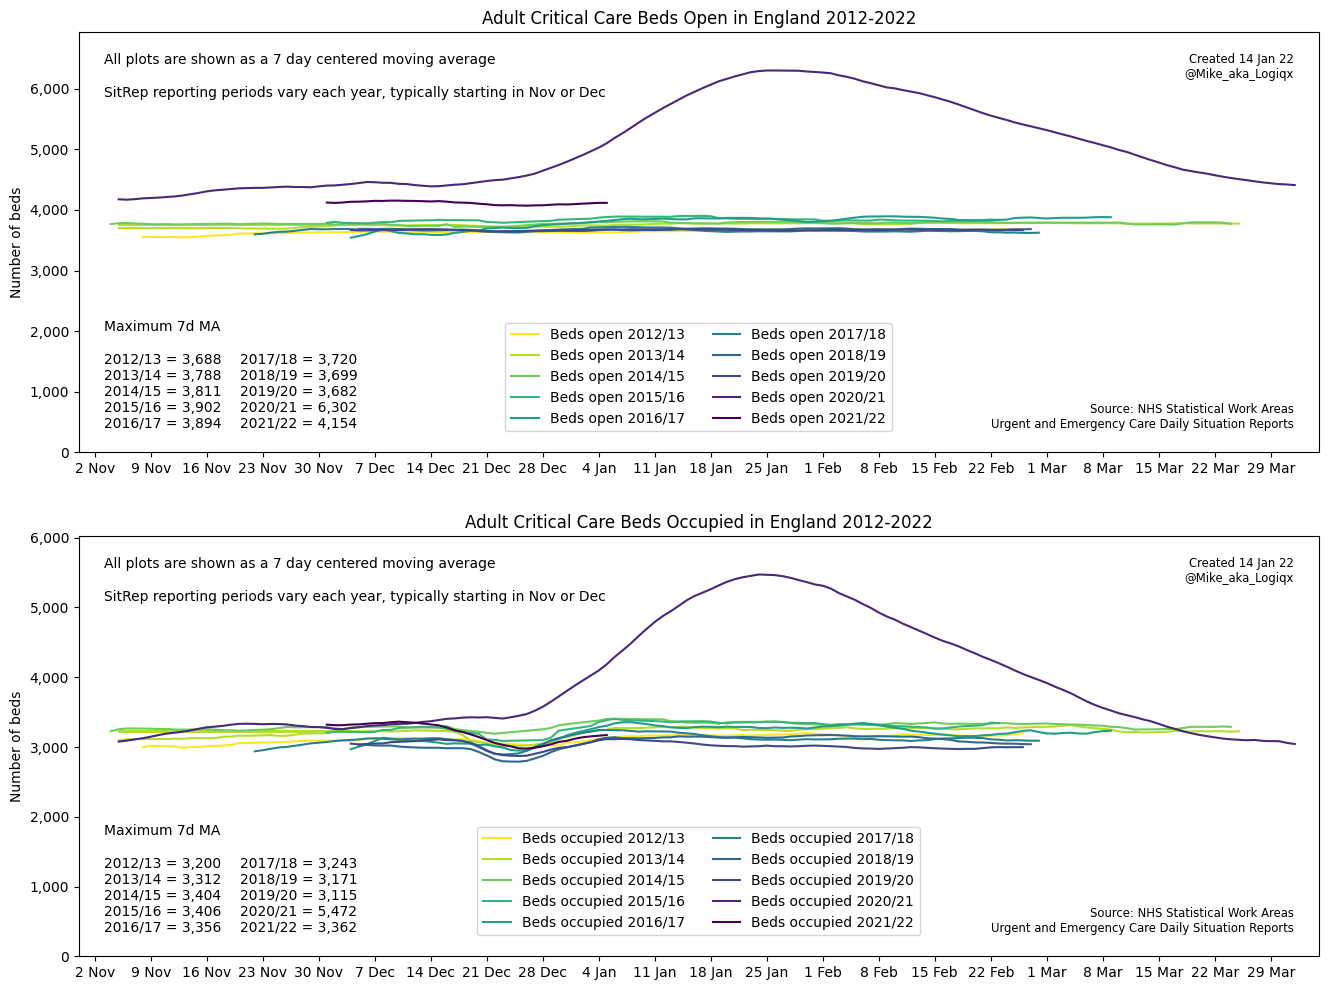 Adult Critical Care Beds Open in England 2012-2022
All plots are shown as a 7 day centered moving average
Created 14 Jan 22
@Mike_aka_Logiqx
SitRep reporting periods vary each year, typically starting in Nov or Dec
Number of beds
6,000
5,000
4,000
3,000
2,000
1,000
0
Maximum 7d MA
2012/13 = 3,688 2017/18 = 3,720
2013/14 = 3,788 2018/19 = 3,699
2014/15 = 3,811 2019/20 = 3,682
2015/16 = 3,902 2020/21 = 6,302
2016/17 = 3,894 2021/22 = 4,154
Beds open 2012/13 Beds open 2017/18
Beds open 2013/14 Beds open 2018/19
Beds open 2014/15 Beds open 2019/20
Beds open 2015/16 Beds open 2020/21
Beds open 2016/17 Beds open 2021/22
Source: NHS Statistical Work Areas
Urgent and Emergency Care Daily Situation Reports
2 Nov 9 Nov 16 Nov 23 Nov 30 Nov 7 Dec 14 Dec 21 Dec 28 Dec 4 Jan 11 Jan 18 Jan 25 Jan 1 Feb 8 Feb 15 Feb 22 Feb 1 Mar 8 Mar 15 Mar 22 Mar 29 Mar
Adult Critical Care Beds Occupied in England 2012-2022
All plots are shown as a 7 day centered moving average
Created 14 Jan 22
@Mike_aka_Logiqx
SitRep reporting periods vary each year, typically starting in Nov or Dec
Number of beds
6,000
5,000
4,000
3,000
2,000
1,000
0
Maximum 7d MA
2012/13 = 3,200 2017/18 = 3,243
2013/14 = 3,312 2018/19 = 3,171
2014/15 = 3,404 2019/20 = 3,115
2015/16 = 3,406 2020/21 = 5,472
2016/17 = 3,356 2021/22 = 3,362
Beds occupied 2012/13 Beds occupied 2017/18
Beds occupied 2013/14 Beds occupied 2018/19
Beds occupied 2014/15 Beds occupied 2019/20
Beds occupied 2015/16 Beds occupied 2020/21
Beds occupied 2016/17 Beds occupied 2021/22
Source: NHS Statistical Work Areas
Urgent and Emergency Care Daily Situation Reports
2 Nov 9 Nov 16 Nov 23 Nov 30 Nov 7 Dec 14 Dec 21 Dec 28 Dec 4 Jan 11 Jan 18 Jan 25 Jan 1 Feb 8 Feb 15 Feb 22 Feb 1 Mar 8 Mar 15 Mar 22 Mar 29 Mar